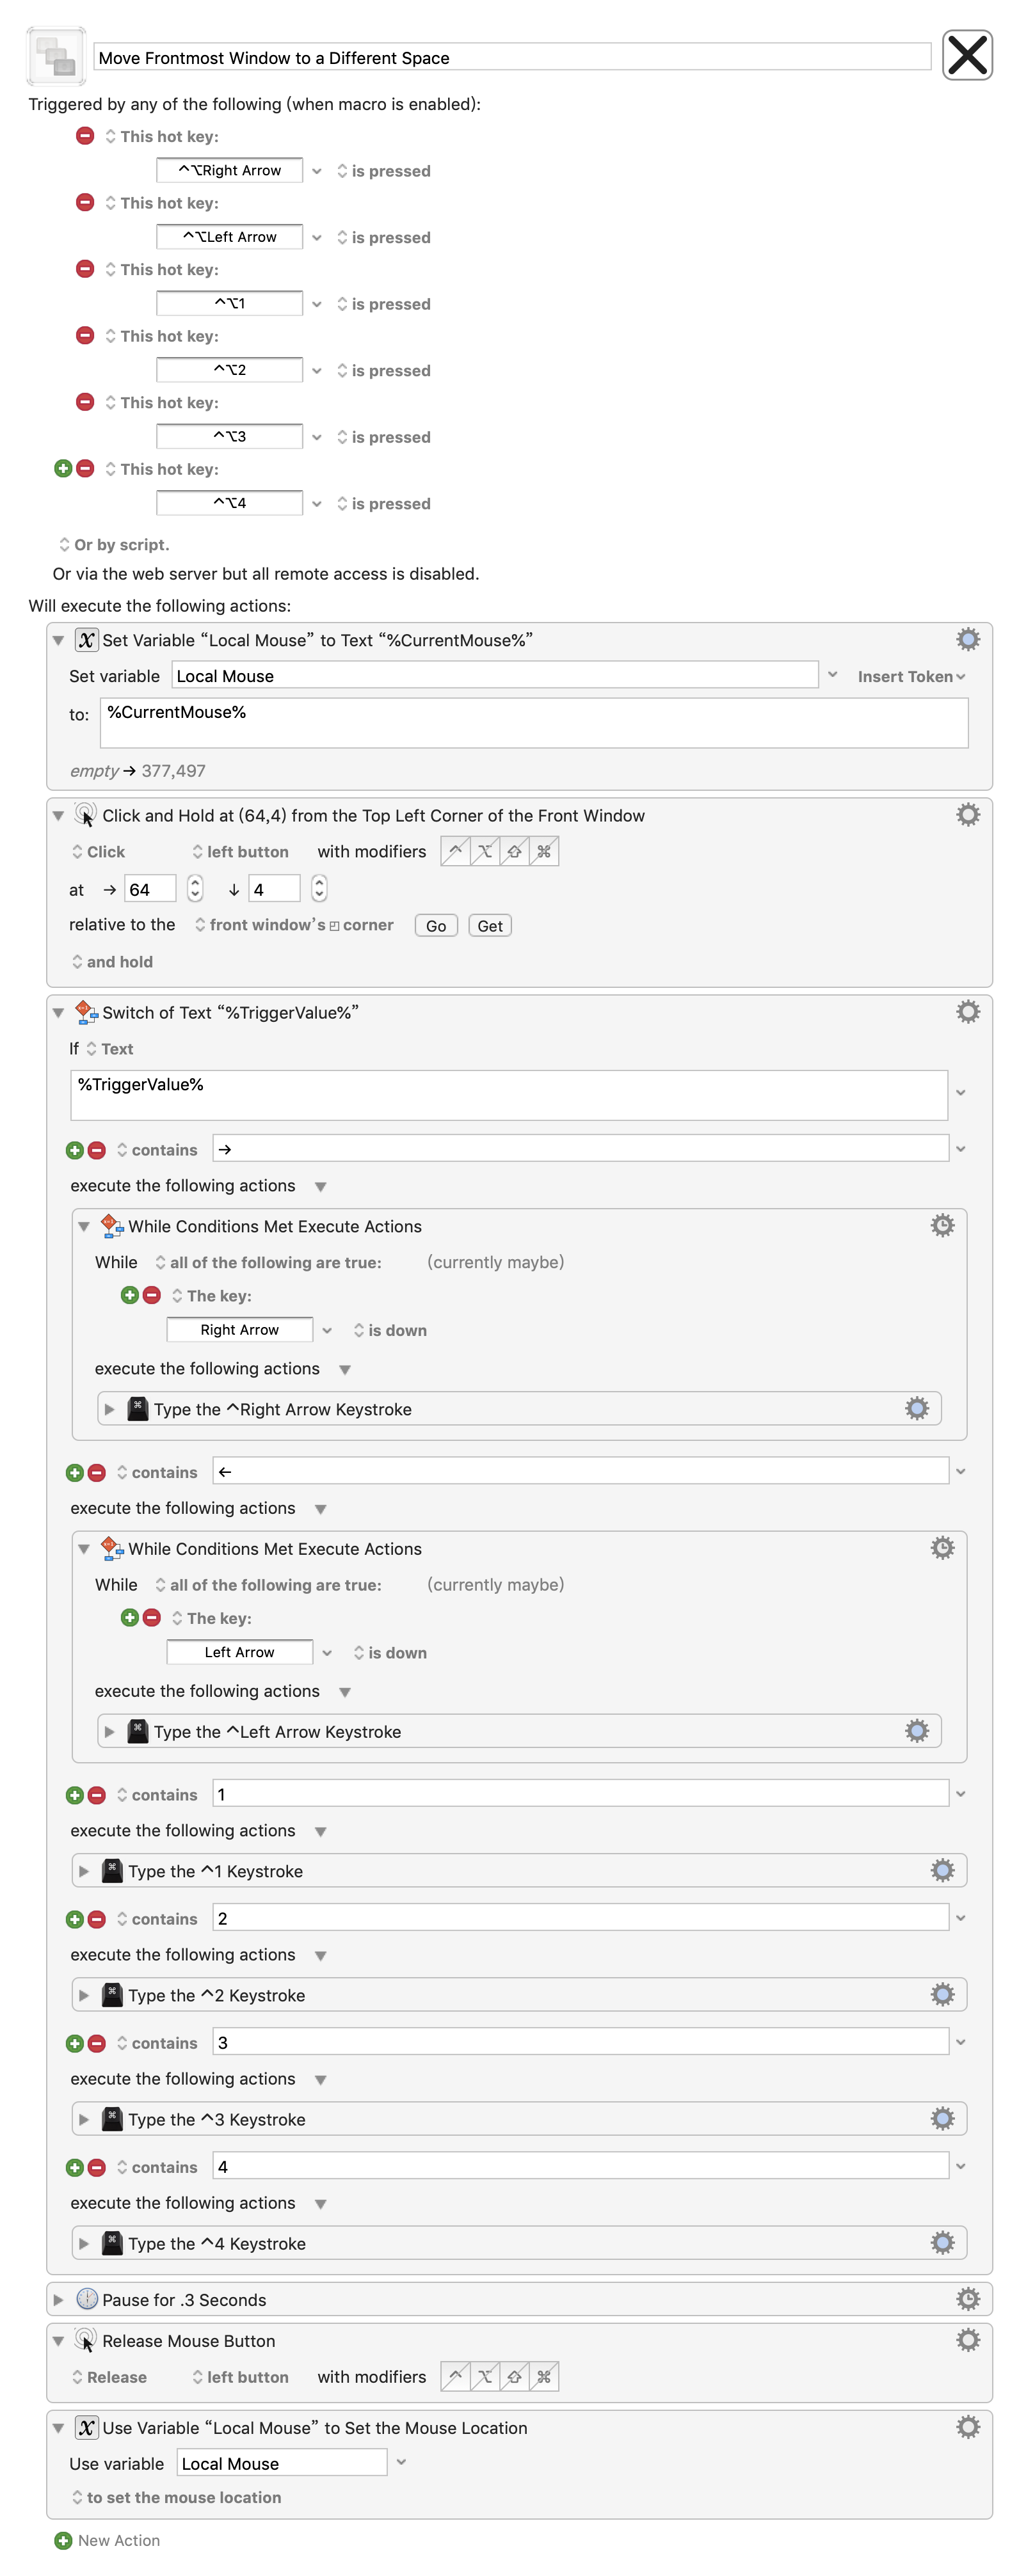 Move Frontmost Window to a Different Space
Triggered by any of the following (when macro is enabled):
This hot key:
^⌥Right Arrow is pressed
This hot key:
^⌥Left Arrow is pressed
This hot key:
^⌥1 is pressed
This hot key:
^⌥2 is pressed
This hot key:
^⌥3 is pressed
This hot key:
^⌥4 is pressed
Or by script.
Or via the web server but all remote access is disabled.
Will execute the following actions:
Set Variable “Local Mouse” to Text “%CurrentMouse%”
Set variable Local Mouse Insert Token
to: %CurrentMouse%
empty → 377,497
Click and Hold at (64,4) from the Top Left Corner of the Front Window
Click left button with modifiers ^ ⌥ ⇧ ⌘
at → 64 ↓ 4
relative to the front window’s corner Go Get
and hold
Switch of Text “%TriggerValue%”
If Text
%TriggerValue%
contains →
execute the following actions
While Conditions Met Execute Actions
While all of the following are true: (currently maybe)
The key:
Right Arrow is down
execute the following actions
Type the ^Right Arrow Keystroke
contains ←
execute the following actions
While Conditions Met Execute Actions
While all of the following are true: (currently maybe)
The key:
Left Arrow is down
execute the following actions
Type the ^Left Arrow Keystroke
contains 1
execute the following actions
Type the ^1 Keystroke
contains 2
execute the following actions
Type the ^2 Keystroke
contains 3
execute the following actions
Type the ^3 Keystroke
contains 4
execute the following actions
Type the ^4 Keystroke
Pause for .3 Seconds
Release Mouse Button
Release left button with modifiers ^ ⌥ ⇧ ⌘
Use Variable “Local Mouse” to Set the Mouse Location
Use variable Local Mouse
to set the mouse location
New Action